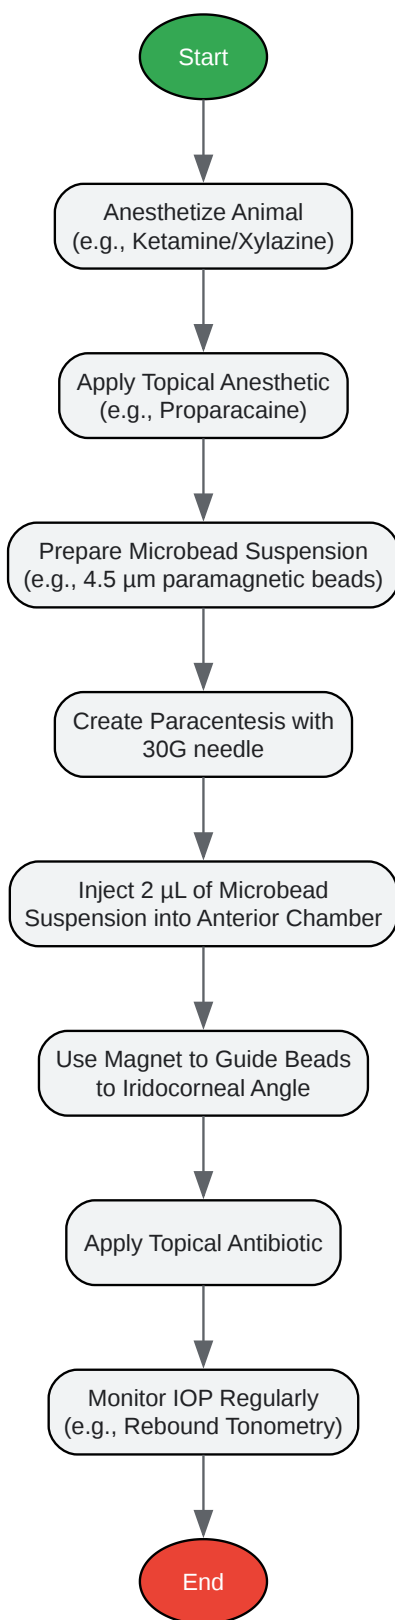 Start
Anesthetize Animal
(e.g., Ketamine/Xylazine)
Apply Topical Anesthetic
(e.g., Proparacaine)
Prepare Microbead Suspension
(e.g., 4.5 µm paramagnetic beads)
Create Paracentesis with
30G needle
Inject 2 µL of Microbead
Suspension into Anterior Chamber
Use Magnet to Guide Beads
to Iridocorneal Angle
Apply Topical Antibiotic
Monitor IOP Regularly
(e.g., Rebound Tonometry)
End